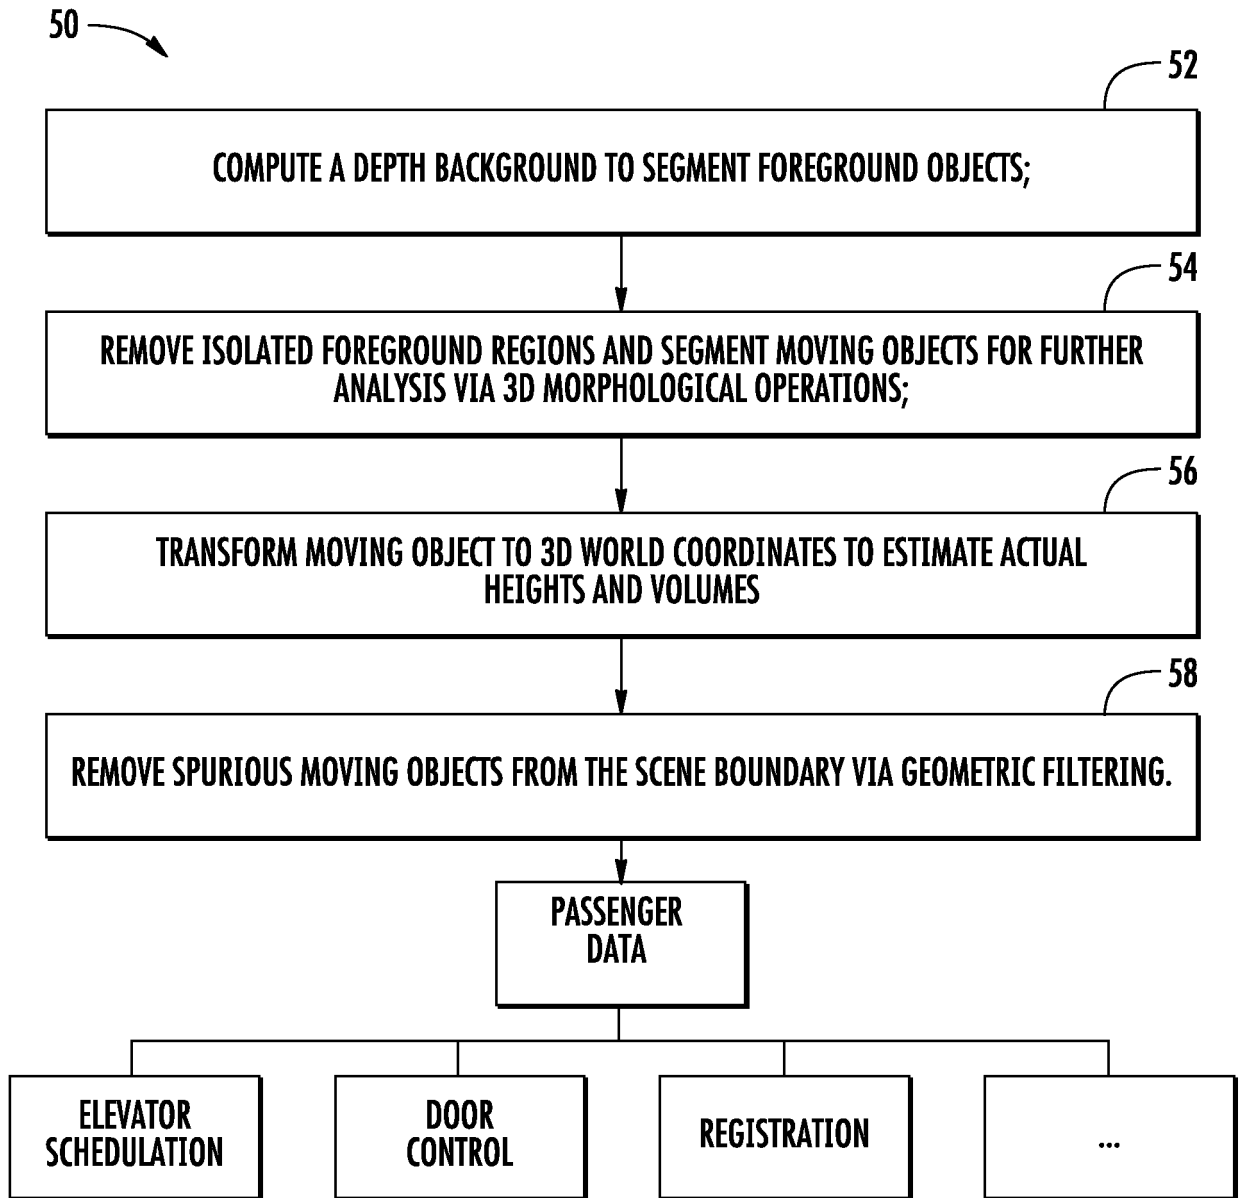 50
52
COMPUTE A DEPTH BACKGROUND TO SEGMENT FOREGROUND OBJECTS;
54
REMOVE ISOLATED FOREGROUND REGIONS AND SEGMENT MOVING OBJECTS FOR FURTHER
ANALYSIS VIA 3D MORPHOLOGICAL OPERATIONS;
56
TRANSFORM MOVING OBJECT TO 3D WORLD COORDINATES TO ESTIMATE ACTUAL
HEIGHTS AND VOLUMES
58
REMOVE SPURIOUS MOVING OBJECTS FROM THE SCENE BOUNDARY VIA GEOMETRIC FILTERING.
PASSENGER
DATA
ELEVATOR
SCHEDULATION
DOOR
CONTROL
REGISTRATION
...